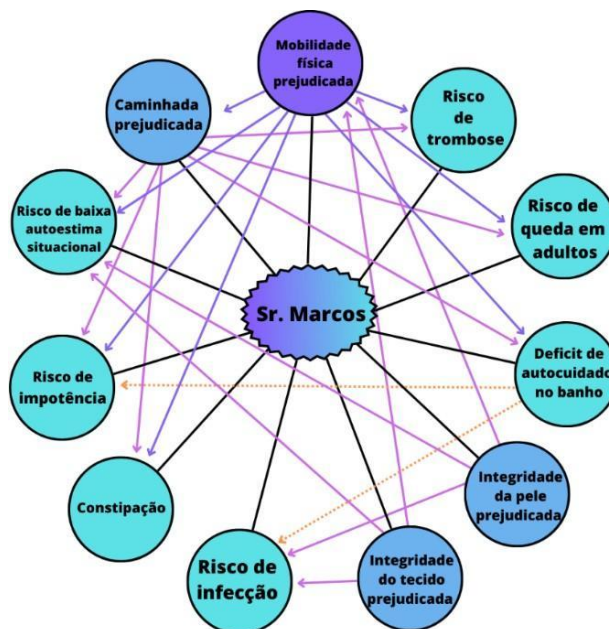 Mobilidade
física
prejudicada
Caminhada
prejudicada
Risco
de
trombose
Risco de baixa
autoestima
situacional
Risco de
queda em
adultos
Sr. Marcos
Risco de
impotência
Deficit de
autocuidado
no banho
Constipação
Integridade
da pele
prejudicada
Risco de
infecção
Integridade
do tecido
prejudicada